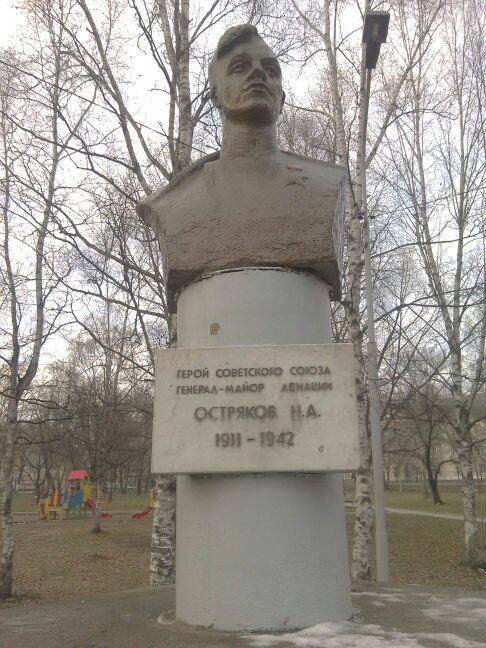 ГЕРОЙ СОВЕТСКОГО СОЮЗА
ГЕНЕРАЛ-МАЙОР АВИАЦИИ
ОСТРЯКОВ Н.А.
1911-1942